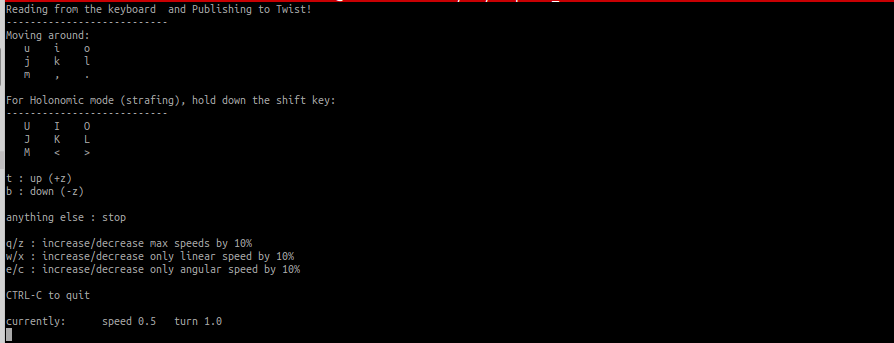 Reading from the keyboard  and Publishing to Twist!
---------------------------
Moving around:
   u    i    o
   j    k    l
   m    ,    .
For Holonomic mode (strafing), hold down the shift key:
---------------------------
   U    I    O
   J    K    L
   M    <    >
t : up (+z)
b : down (-z)
anything else : stop
q/z : increase/decrease max speeds by 10%
w/x : increase/decrease only linear speed by 10%
e/c : increase/decrease only angular speed by 10%
CTRL-C to quit
currently:      speed 0.5   turn 1.0